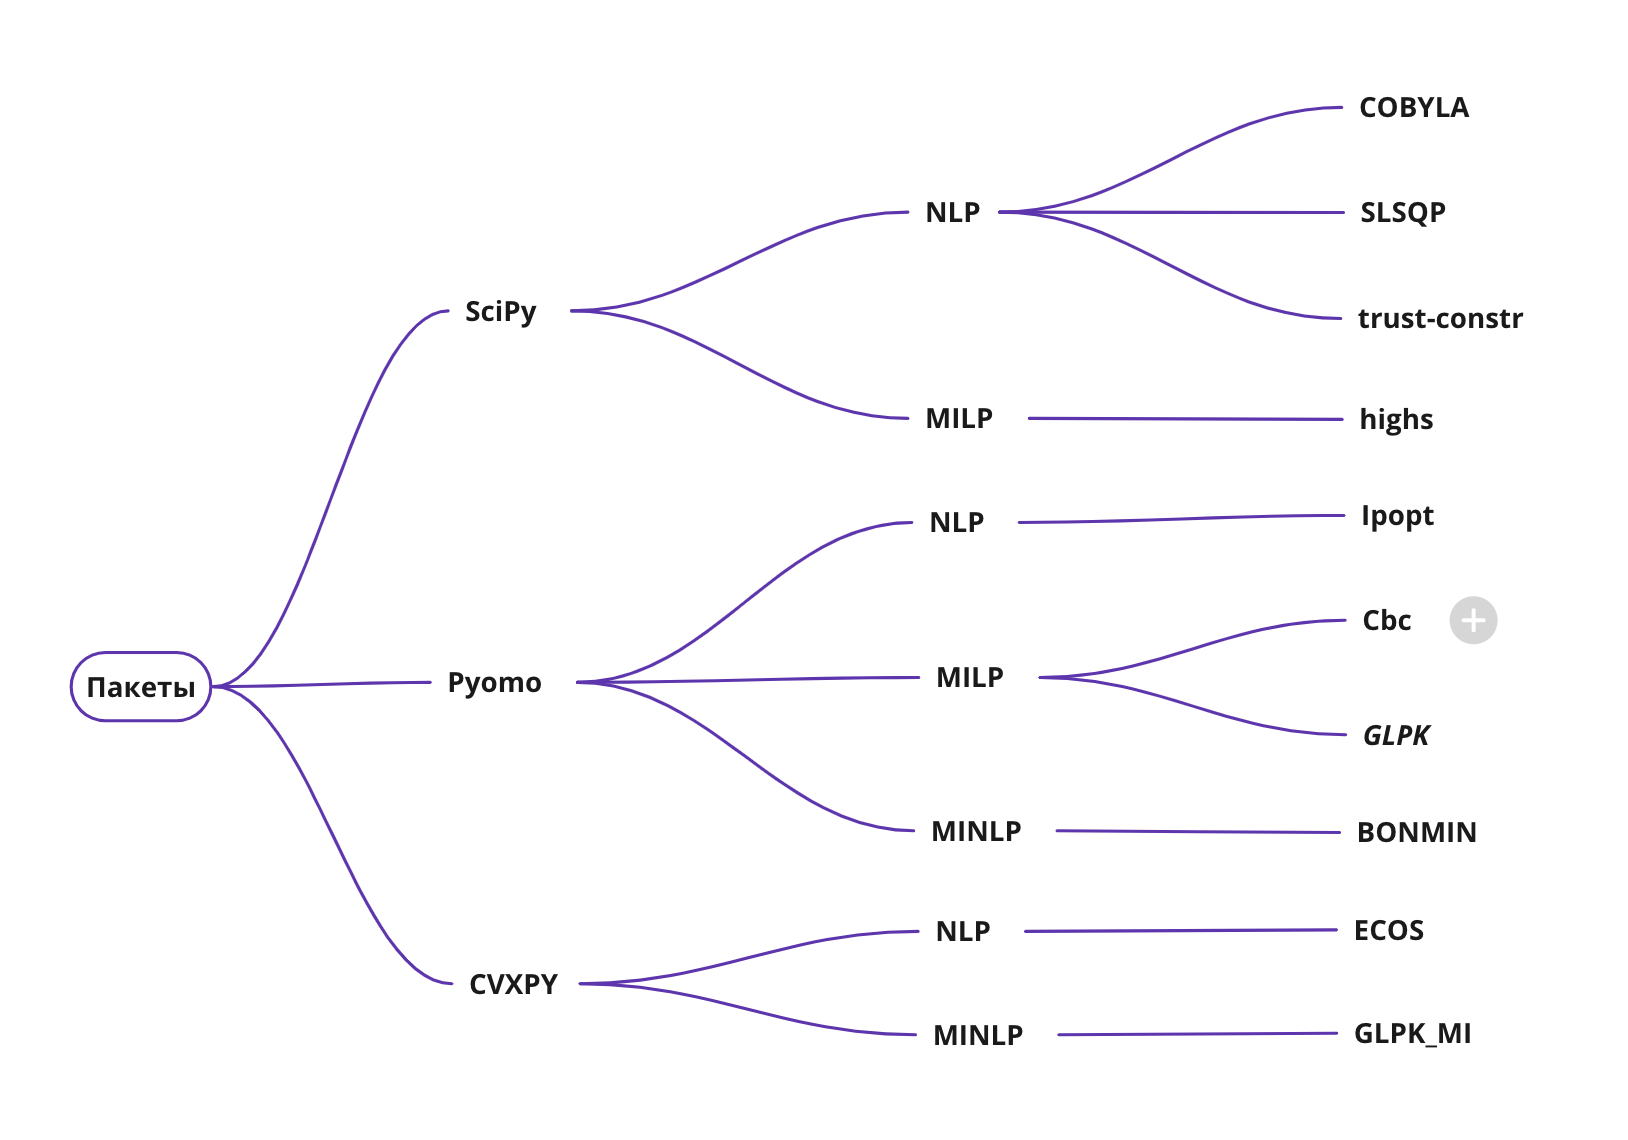 Пакеты
SciPy
NLP
COBYLA
SLSQP
trust-constr
MILP
highs
Pyomo
NLP
Ipopt
MILP
Cbc
GLPK
MINLP
BONMIN
CVXPY
NLP
ECOS
MINLP
GLPK_MI